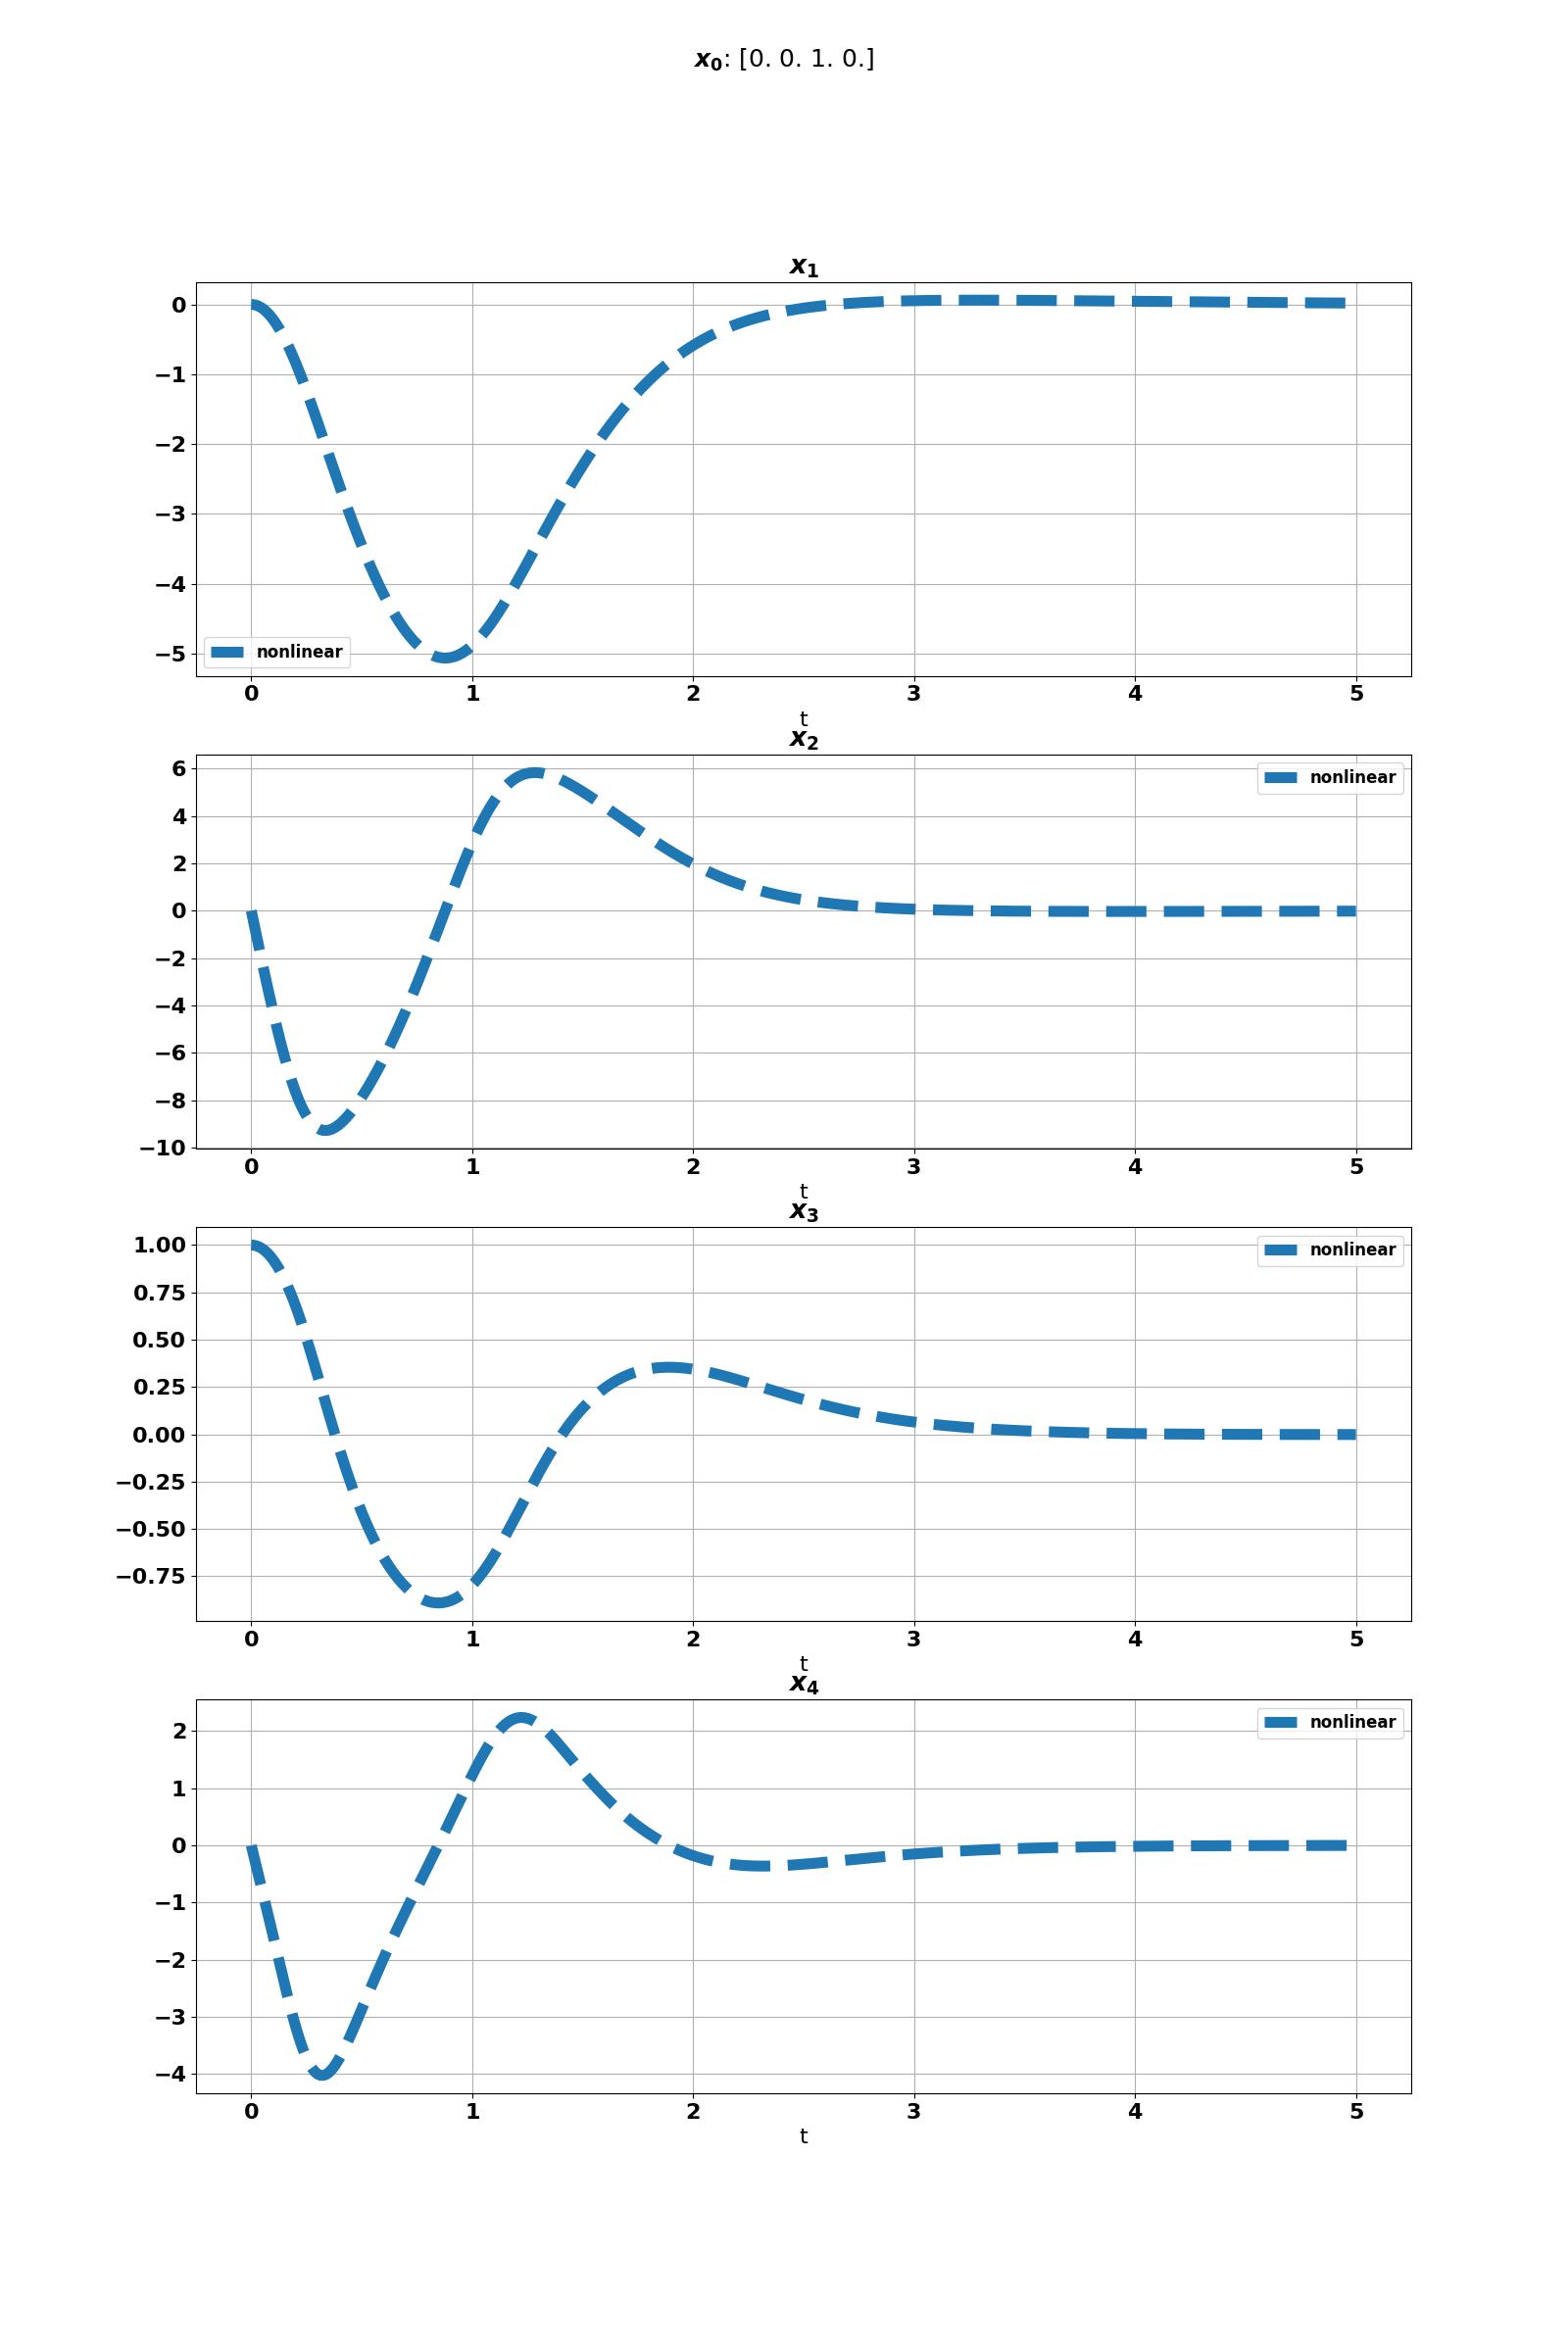 x₀: [0. 0. 1. 0.]
x₁
0
−1
−2
−3
−4
−5
nonlinear
0 1 2 3 4 5
t
x₂
6
4
2
0
−2
−4
−6
−8
−10
nonlinear
0 1 2 3 4 5
t
x₃
1.00
0.75
0.50
0.25
0.00
−0.25
−0.50
−0.75
nonlinear
0 1 2 3 4 5
t
x₄
2
1
0
−1
−2
−3
−4
nonlinear
0 1 2 3 4 5
t